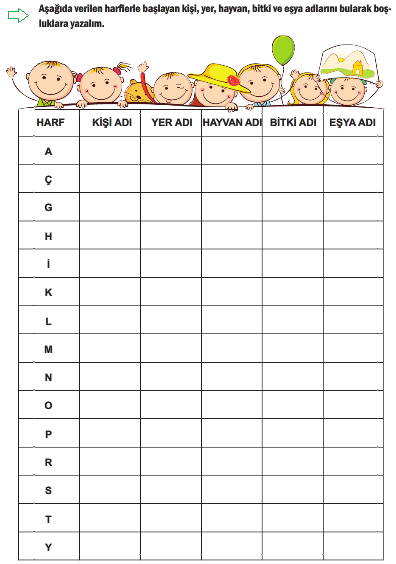 Aşağıda verilen harflerle başlayan kişi, yer, hayvan, bitki ve eşya adlarını bularak boş-
luklara yazalım.
HARF KİŞİ ADI YER ADI HAYVAN ADI BİTKİ ADI EŞYA ADI
A
Ç
G
H
İ
K
L
M
N
O
P
R
S
T
Y